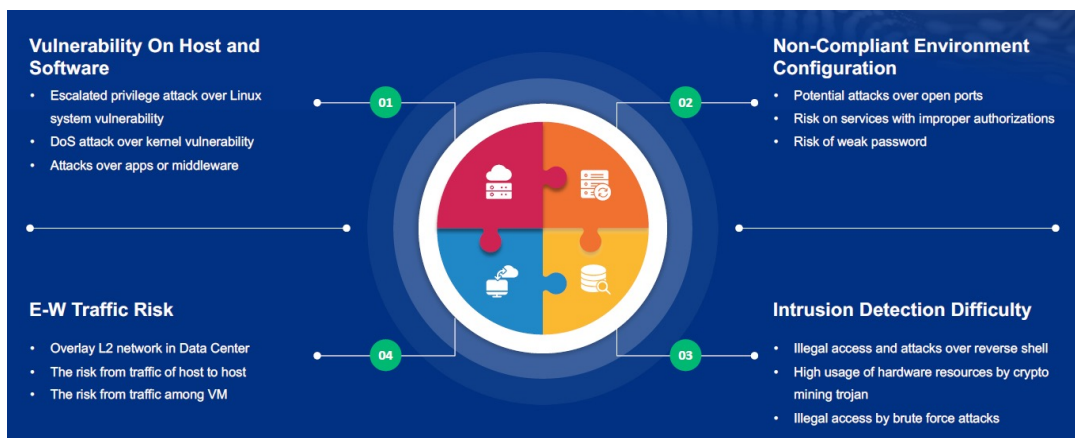 Vulnerability On Host and
Software
• Escalated privilege attack over Linux
system vulnerability
• DoS attack over kernel vulnerability
• Attacks over apps or middleware
01
02
Non-Compliant Environment
Configuration
• Potential attacks over open ports
• Risk on services with improper authorizations
• Risk of weak password
E-W Traffic Risk
• Overlay L2 network in Data Center
• The risk from traffic of host to host
• The risk from traffic among VM
04
03
Intrusion Detection Difficulty
• Illegal access and attacks over reverse shell
• High usage of hardware resources by crypto
mining trojan
• Illegal access by brute force attacks